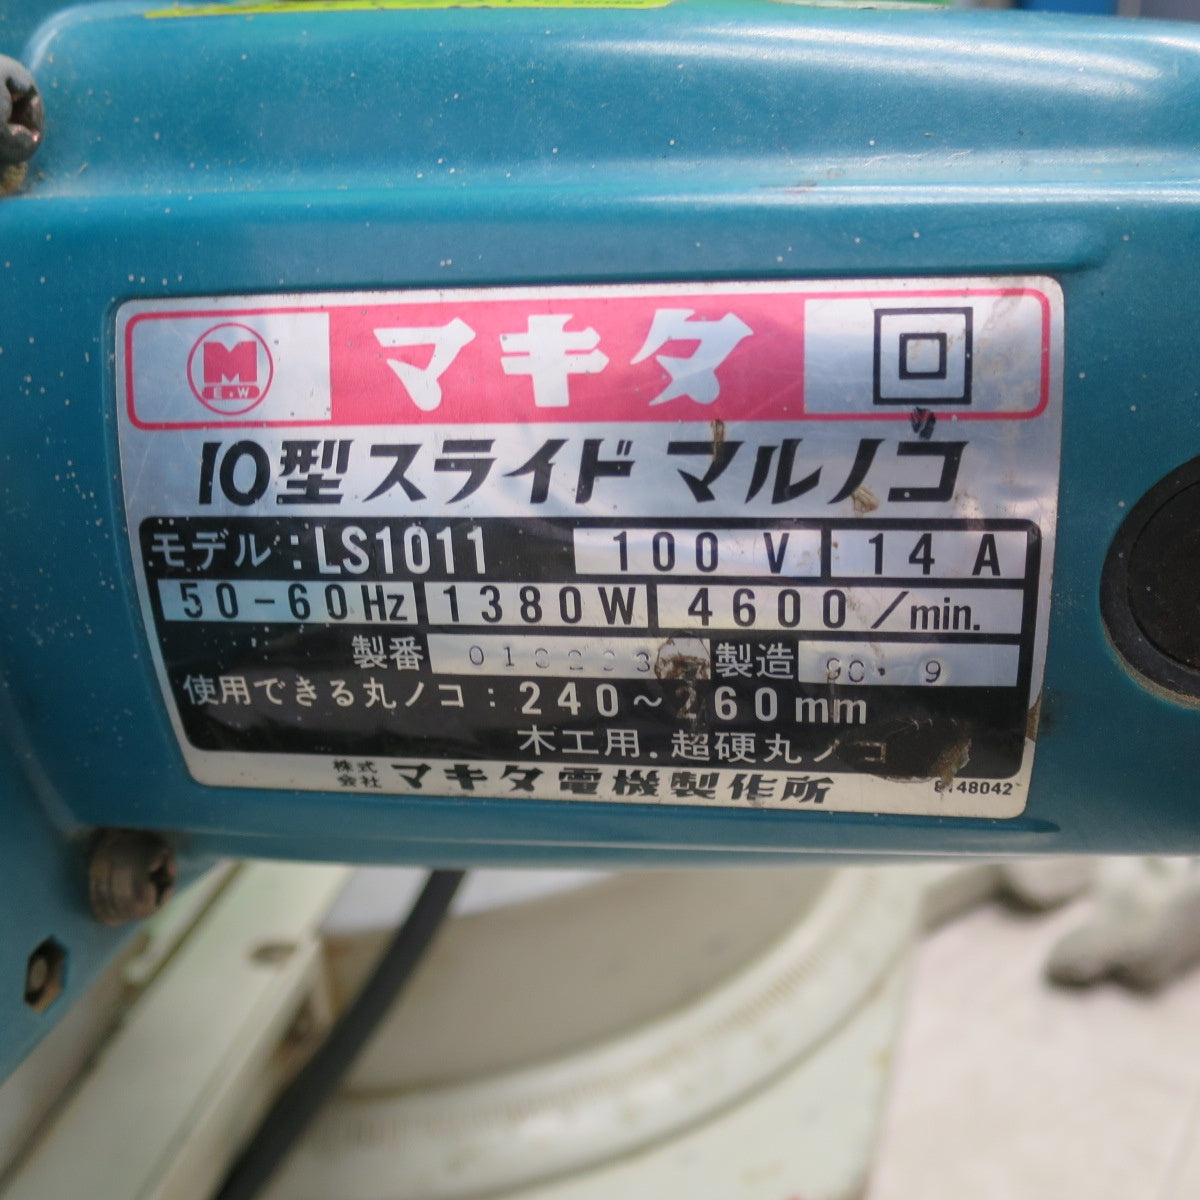 M
E.W
マキタ
10型スライドマルノコ
モデル:LS1011 100V 14A
50-60Hz 1380W 4600/min.
製番 製造 9
使用できる丸ノコ:240~260mm
木工用.超硬丸ノコ
株式会社 マキタ電機製作所